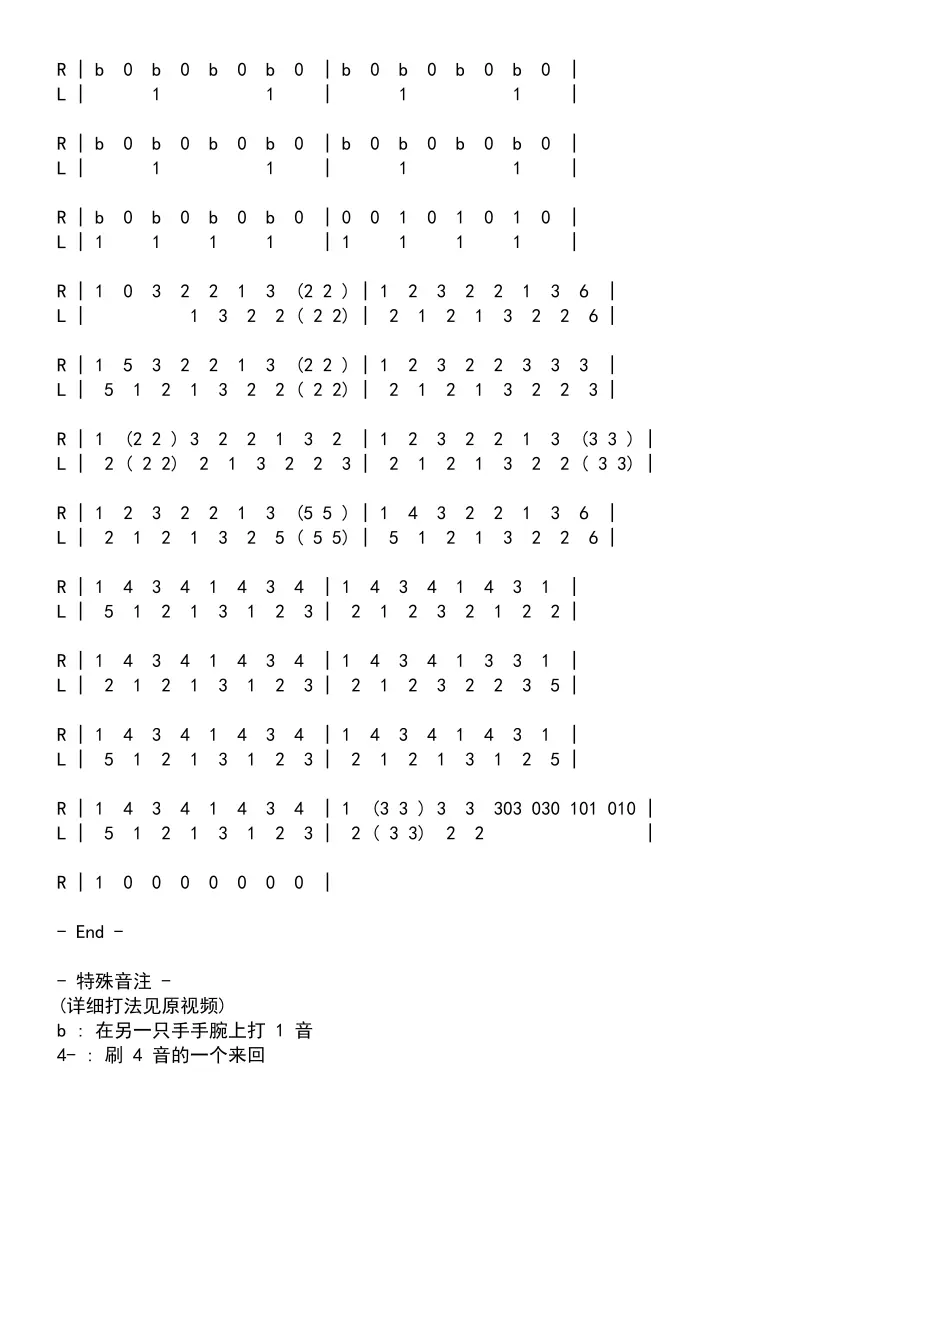 R | b 0 b 0 b 0 b 0 | b 0 b 0 b 0 b 0 |
L | 1 1 | 1 1 |
R | b 0 b 0 b 0 b 0 | b 0 b 0 b 0 b 0 |
L | 1 1 | 1 1 |
R | b 0 b 0 b 0 b 0 | 0 0 1 0 1 0 1 0 |
L | 1 1 1 1 | 1 1 1 1 |
R | 1 0 3 2 2 1 3 (2 2 ) | 1 2 3 2 2 1 3 6 |
L | 1 3 2 2 ( 2 2) | 2 1 2 1 3 2 2 6 |
R | 1 5 3 2 2 1 3 (2 2 ) | 1 2 3 2 2 3 3 3 |
L | 5 1 2 1 3 2 2 ( 2 2) | 2 1 2 1 3 2 2 3 |
R | 1 (2 2 ) 3 2 2 1 3 2 | 1 2 3 2 2 1 3 (3 3 ) |
L | 2 ( 2 2) 2 1 3 2 2 3 | 2 1 2 1 3 2 2 ( 3 3) |
R | 1 2 3 2 2 1 3 (5 5 ) | 1 4 3 2 2 1 3 6 |
L | 2 1 2 1 3 2 5 ( 5 5) | 5 1 2 1 3 2 2 6 |
R | 1 4 3 4 1 4 3 4 | 1 4 3 4 1 4 3 1 |
L | 5 1 2 1 3 1 2 3 | 2 1 2 3 2 1 2 2 |
R | 1 4 3 4 1 4 3 4 | 1 4 3 4 1 3 3 1 |
L | 2 1 2 1 3 1 2 3 | 2 1 2 3 2 2 3 5 |
R | 1 4 3 4 1 4 3 4 | 1 4 3 4 1 4 3 1 |
L | 5 1 2 1 3 1 2 3 | 2 1 2 1 3 1 2 5 |
R | 1 4 3 4 1 4 3 4 | 1 (3 3 ) 3 3 303 030 101 010 |
L | 5 1 2 1 3 1 2 3 | 2 ( 3 3) 2 2 |
R | 1 0 0 0 0 0 0 0 |
- End -
- 特殊音注 -
(详细打法见原视频)
b : 在另一只手手腕上打 1 音
4- : 刷 4 音的一个来回